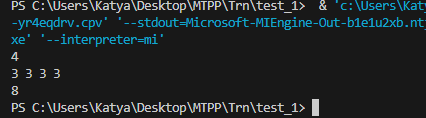 PS C:\Users\Katya\Desktop\MTPP\Trn\test_1>  & 'c:\Users\Kat
-yr4eqdrv.cpv' '--stdout=Microsoft-MIEngine-Out-b1e1u2xb.nt
xe' '--interpreter=mi'
4
3 3 3 3
8
PS C:\Users\Katya\Desktop\MTPP\Trn\test_1>